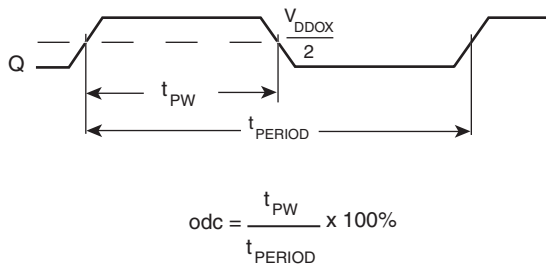 V_DDOX
2
Q
t_PW
t_PERIOD
odc = t_PW / t_PERIOD x 100%